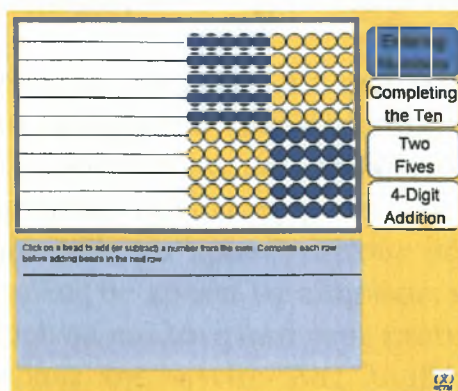 Completing
the Ten
Two
Fives
4-Digit
Addition
Click on a bead to add (or subtract) a number from the sum. Complete each row
before adding beads in the next row.